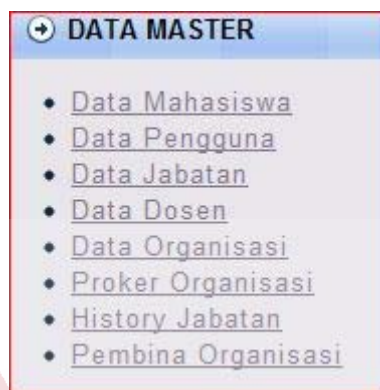 DATA MASTER
Data Mahasiswa
Data Pengguna
Data Jabatan
Data Dosen
Data Organisasi
Proker Organisasi
History Jabatan
Pembina Organisasi